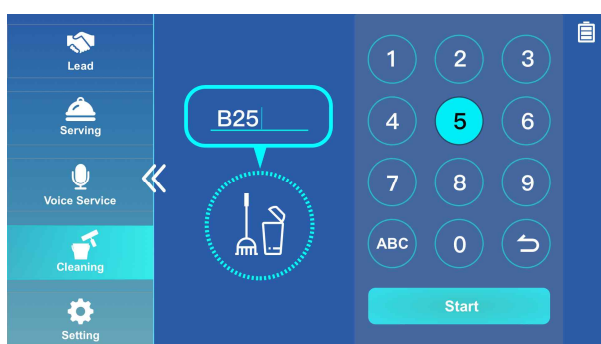 Lead
Serving
Voice Service
Cleaning
Setting
B25
1 2 3
4 5 6
7 8 9
ABC 0
Start